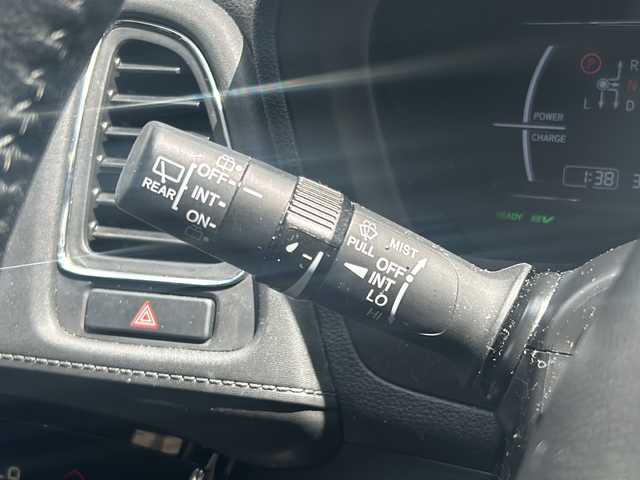 OFF
INT
REAR
ON
PULL
MIST
OFF
INT
LO
HI
POWER
CHARGE
P
R
N
L
D
1:38
READY